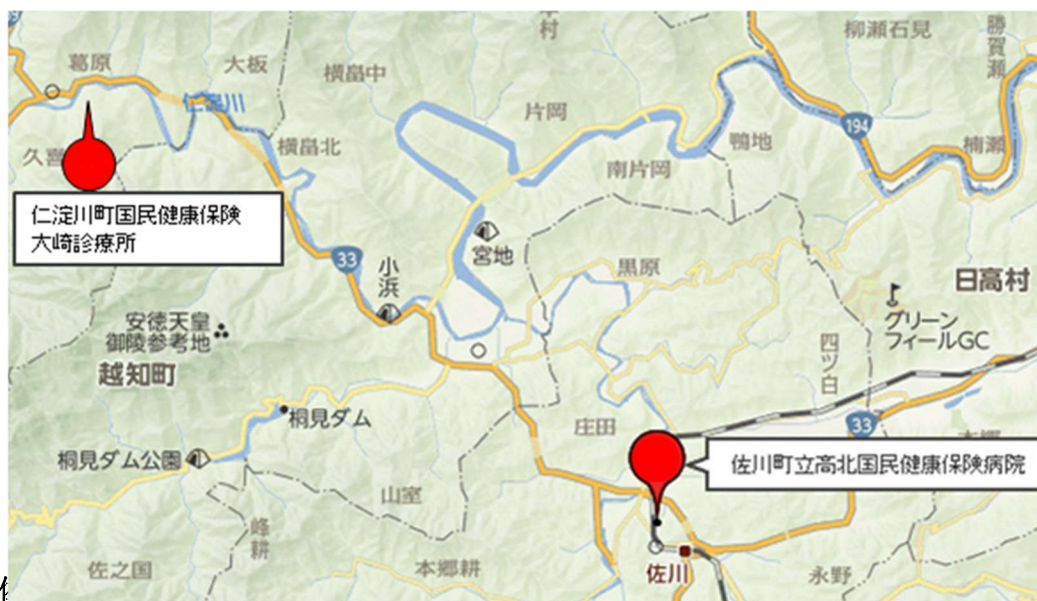 村
柳瀬石見
勝賀瀬
葛原
大板
横畠中
仁淀川
片岡
194
鴨地
楠瀬
横畠北
南片岡
仁淀川町国民健康保険
大崎診療所
33
小浜
宮地
黒原
日高村
安徳天皇
御陵参考地
グリーン
フィールGC
四ツ白
越知町
桐見ダム
庄田
33
桐見ダム公園
佐川町立高北国民健康保険病院
山室
峰耕
佐之国
本郷耕
佐川
永野